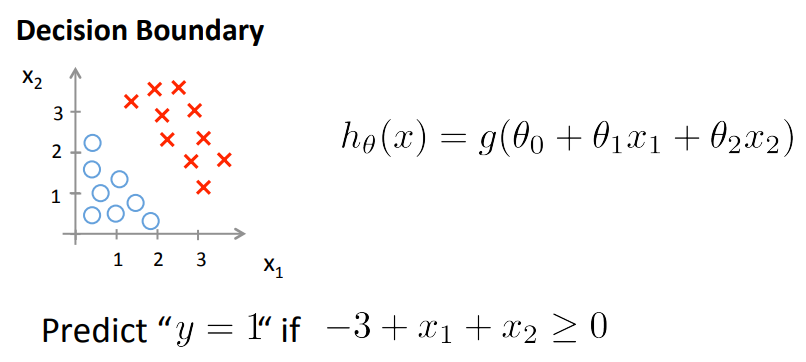 Decision Boundary
x₂
3
2
1
1 2 3
x₁
h_θ(x) = g(θ₀ + θ₁x₁ + θ₂x₂)
Predict “y = 1“ if −3 + x₁ + x₂ ≥ 0